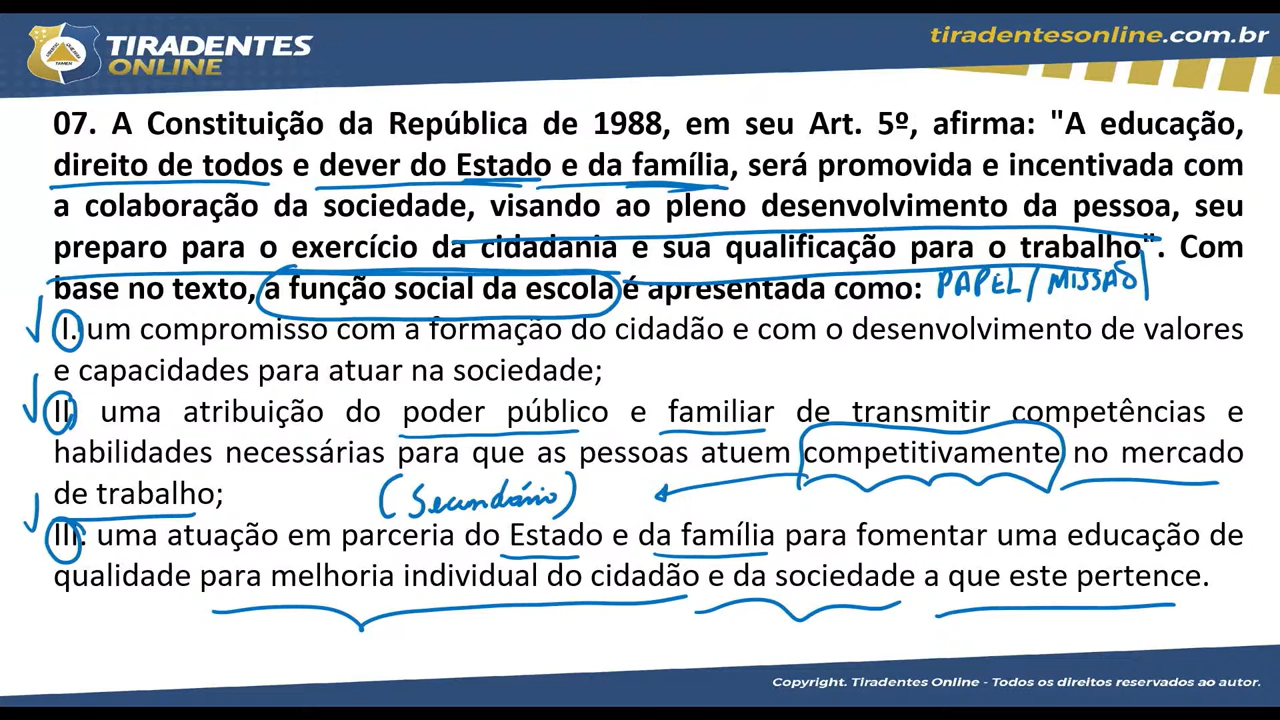 TIRADENTES
ONLINE
tiradentesonline.com.br
07. A Constituição da República de 1988, em seu Art. 5º, afirma: "A educação,
direito de todos e dever do Estado e da família, será promovida e incentivada com
a colaboração da sociedade, visando ao pleno desenvolvimento da pessoa, seu
preparo para o exercício da cidadania e sua qualificação para o trabalho". Com
base no texto, a função social da escola é apresentada como: PAPEL/MISSÃO
I. um compromisso com a formação do cidadão e com o desenvolvimento de valores
e capacidades para atuar na sociedade;
II. uma atribuição do poder público e familiar de transmitir competências e
habilidades necessárias para que as pessoas atuem competitivamente no mercado
de trabalho; (Secundário)
III. uma atuação em parceria do Estado e da família para fomentar uma educação de
qualidade para melhoria individual do cidadão e da sociedade a que este pertence.
Copyright. Tiradentes Online - Todos os direitos reservados ao autor.